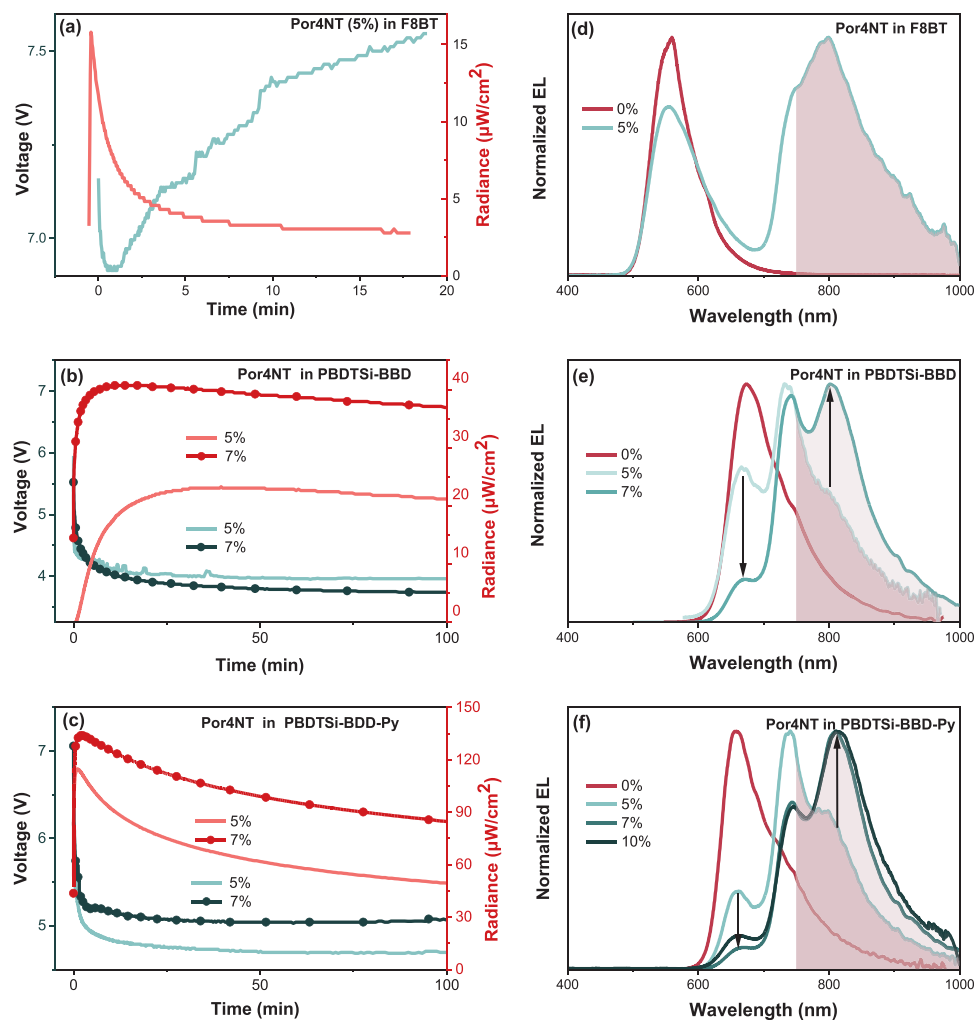 (a)
Por4NT (5%) in F8BT
Voltage (V)
7.5
7.0
Radiance (µW/cm²)
15
10
5
0
0
5
10
15
20
Time (min)
(d)
Por4NT in F8BT
0%
5%
Normalized EL
400
600
800
1000
Wavelength (nm)
(b)
Por4NT in PBDTSi-BBD
Voltage (V)
7
6
5
4
5%
7%
5%
7%
Radiance (µW/cm²)
40
30
20
10
0
0
50
100
Time (min)
(e)
Por4NT in PBDTSi-BBD
0%
5%
7%
Normalized EL
400
600
800
1000
Wavelength (nm)
(c)
Por4NT in PBDTSi-BDD-Py
Voltage (V)
7
6
5
5%
7%
5%
7%
Radiance (µW/cm²)
150
120
90
60
30
0
0
50
100
Time (min)
(f)
Por4NT in PBDTSi-BBD-Py
0%
5%
7%
10%
Normalized EL
400
600
800
1000
Wavelength (nm)